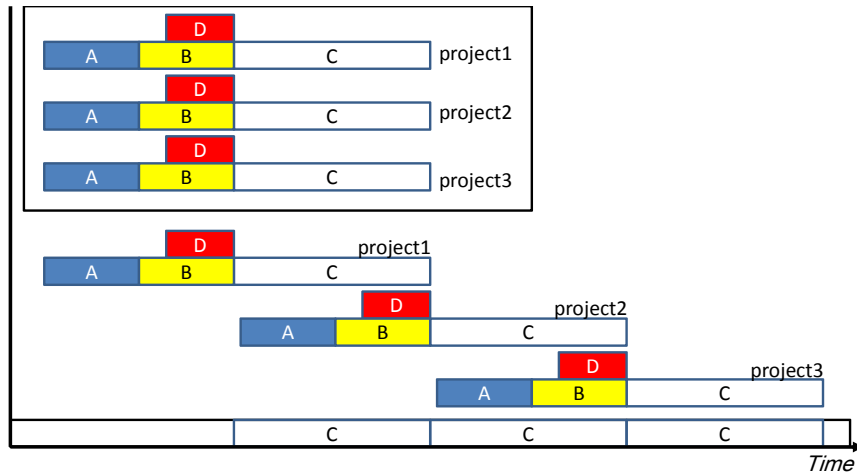 D
A B C project1
D
A B C project2
D
A B C project3
D project1
A B C
D project2
A B C
D project3
A B C
C C C
Time